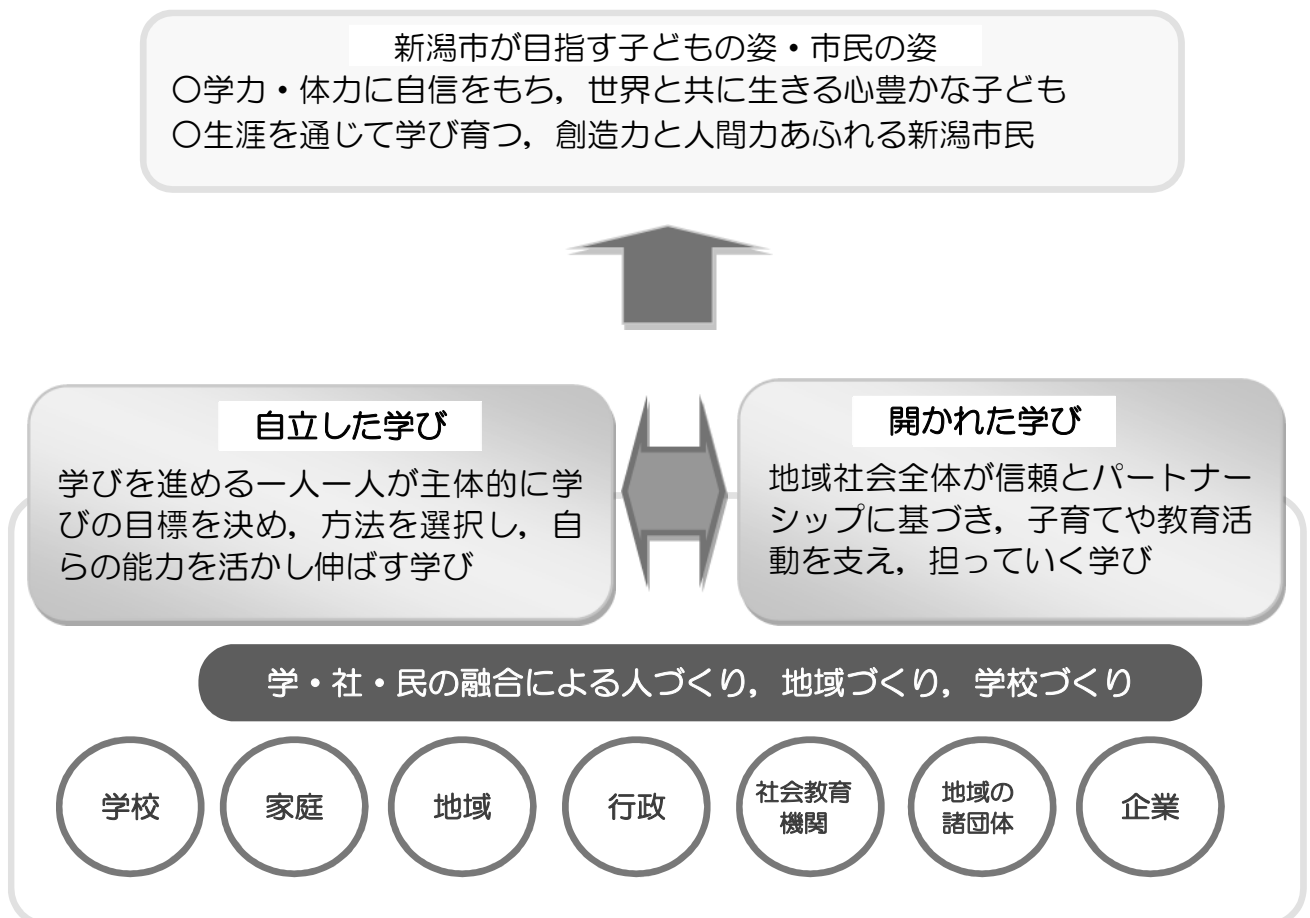 新潟市が目指す子どもの姿・市民の姿
○学力・体力に自信をもち，世界と共に生きる心豊かな子ども
○生涯を通じて学び育つ，創造力と人間力あふれる新潟市民
自立した学び
学びを進める一人一人が主体的に学
びの目標を決め，方法を選択し，自
らの能力を活かし伸ばす学び
開かれた学び
地域社会全体が信頼とパートナー
シップに基づき，子育てや教育活
動を支え，担っていく学び
学・社・民の融合による人づくり，地域づくり，学校づくり
学校
家庭
地域
行政
社会教育
機関
地域の
諸団体
企業